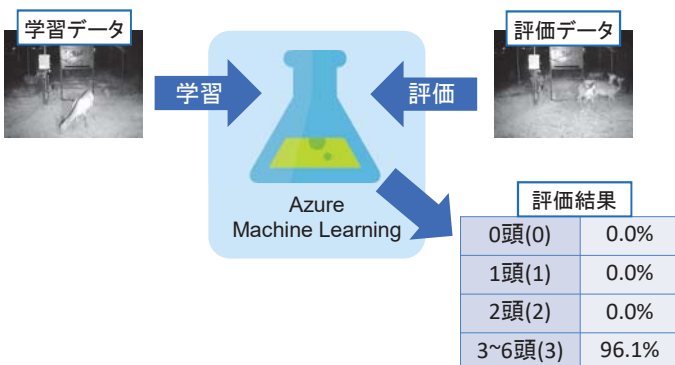 学習データ
評価データ
学習
評価
Azure
Machine Learning
評価結果
0頭(0) 0.0%
1頭(1) 0.0%
2頭(2) 0.0%
3~6頭(3) 96.1%